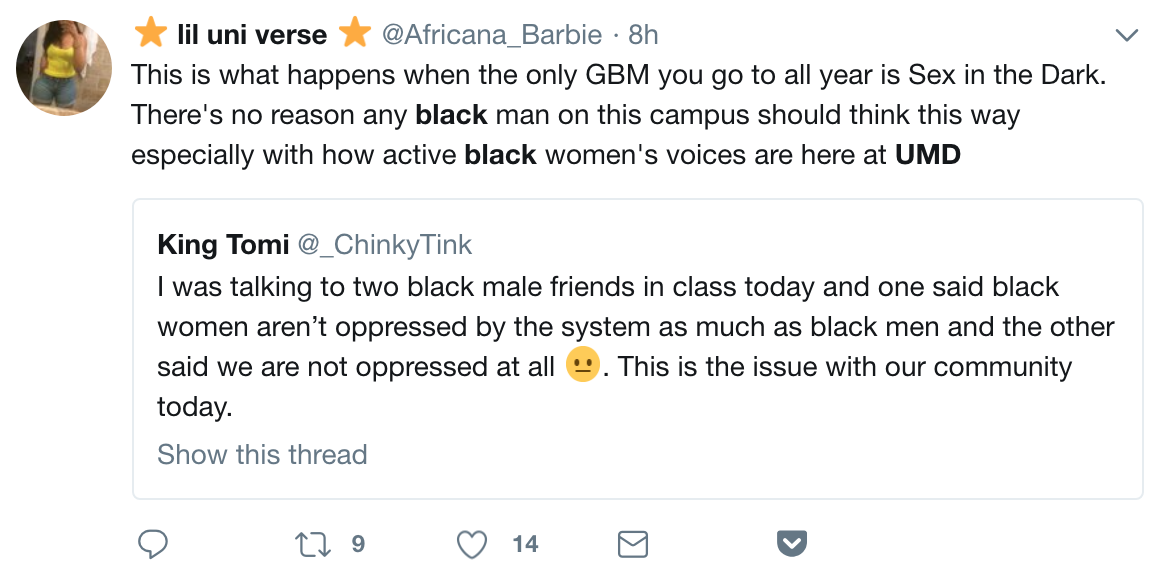 ⭐ lil uni verse ⭐ @Africana_Barbie · 8h
This is what happens when the only GBM you go to all year is Sex in the Dark.
There's no reason any black man on this campus should think this way
especially with how active black women's voices are here at UMD
King Tomi @_ChinkyTink
I was talking to two black male friends in class today and one said black
women aren’t oppressed by the system as much as black men and the other
said we are not oppressed at all 😐. This is the issue with our community
today.
Show this thread
9 14